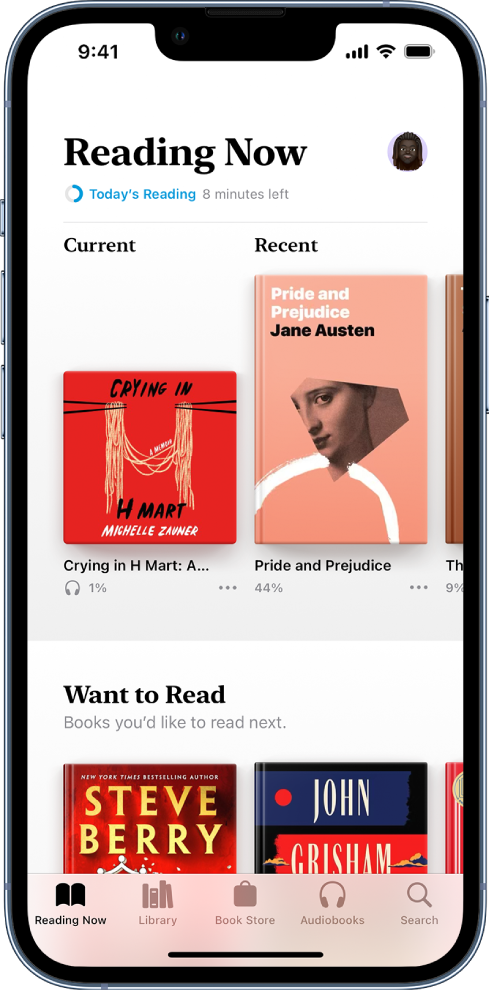 9:41
Reading Now
Today's Reading 8 minutes left
Current
Recent
CRYING IN
A MEMOIR
H MART
MICHELLE ZAUNER
Pride and
Prejudice
Jane Austen
Crying in H Mart: A...
1%
Pride and Prejudice
44%
Th
9%
Want to Read
Books you'd like to read next.
NEW YORK TIMES BESTSELLING AUTHOR
STEVE
BERRY
JOHN
GRISHAM
Reading Now
Library
Book Store
Audiobooks
Search